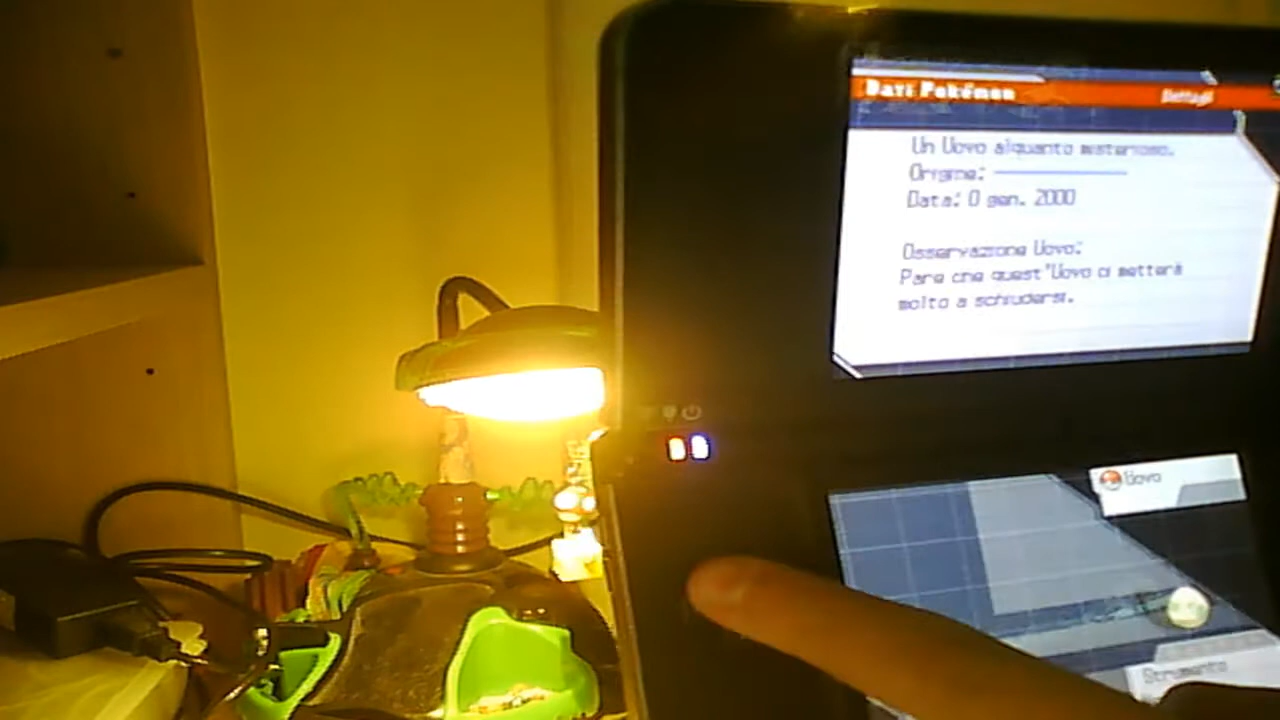 Dati Pokémon
Dettagli
Un Uovo alquanto misterioso.
Origine:
Data: 0 gen. 2000
Osservazione Uovo:
Pare che quest'Uovo ci metterà
molto a schiudersi.
Uovo
Strumento